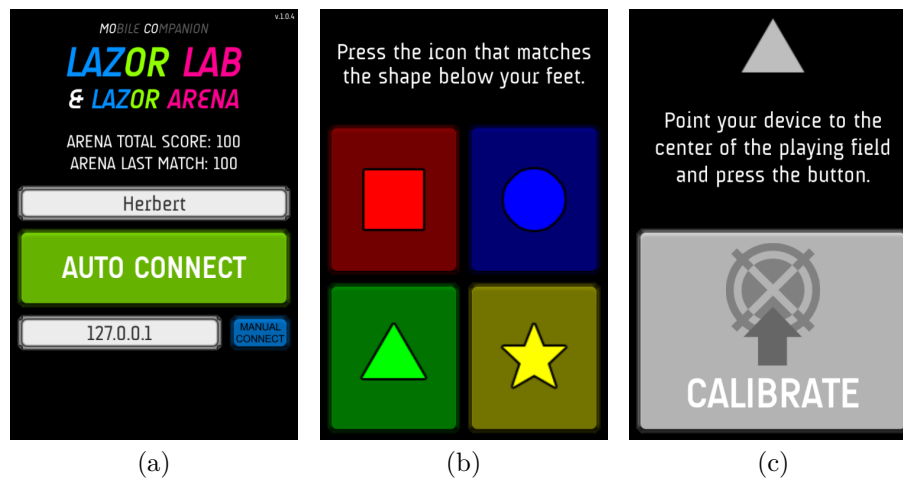 v.1.0.4
MOBILE COMPANION
LAZOR LAB
& LAZOR ARENA
ARENA TOTAL SCORE: 100
ARENA LAST MATCH: 100
Herbert
AUTO CONNECT
127.0.0.1
MANUAL
CONNECT
(a)
Press the icon that matches
the shape below your feet.
(b)
Point your device to the
center of the playing field
and press the button.
CALIBRATE
(c)